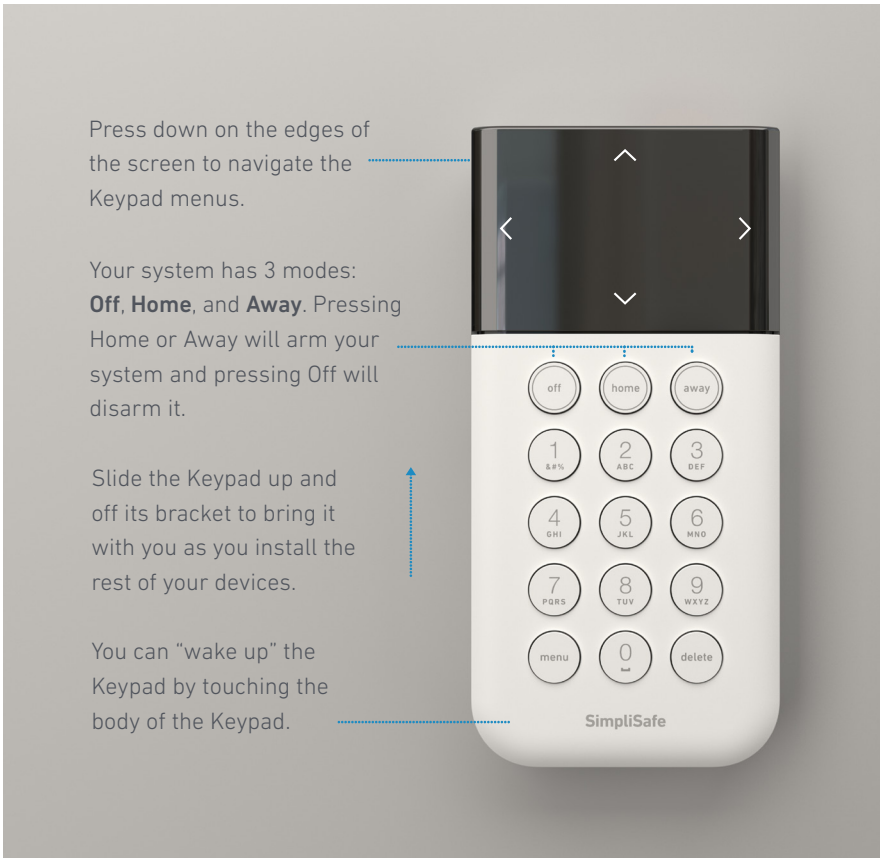 Press down on the edges of
the screen to navigate the
Keypad menus.
Your system has 3 modes:
Off, Home, and Away. Pressing
Home or Away will arm your
system and pressing Off will
disarm it.
Slide the Keypad up and
off its bracket to bring it
with you as you install the
rest of your devices.
You can “wake up” the
Keypad by touching the
body of the Keypad.
off home away
1 2 3
&#% ABC DEF
4 5 6
GHI JKL MNO
7 8 9
PQRS TUV WXYZ
menu 0 delete
SimpliSafe